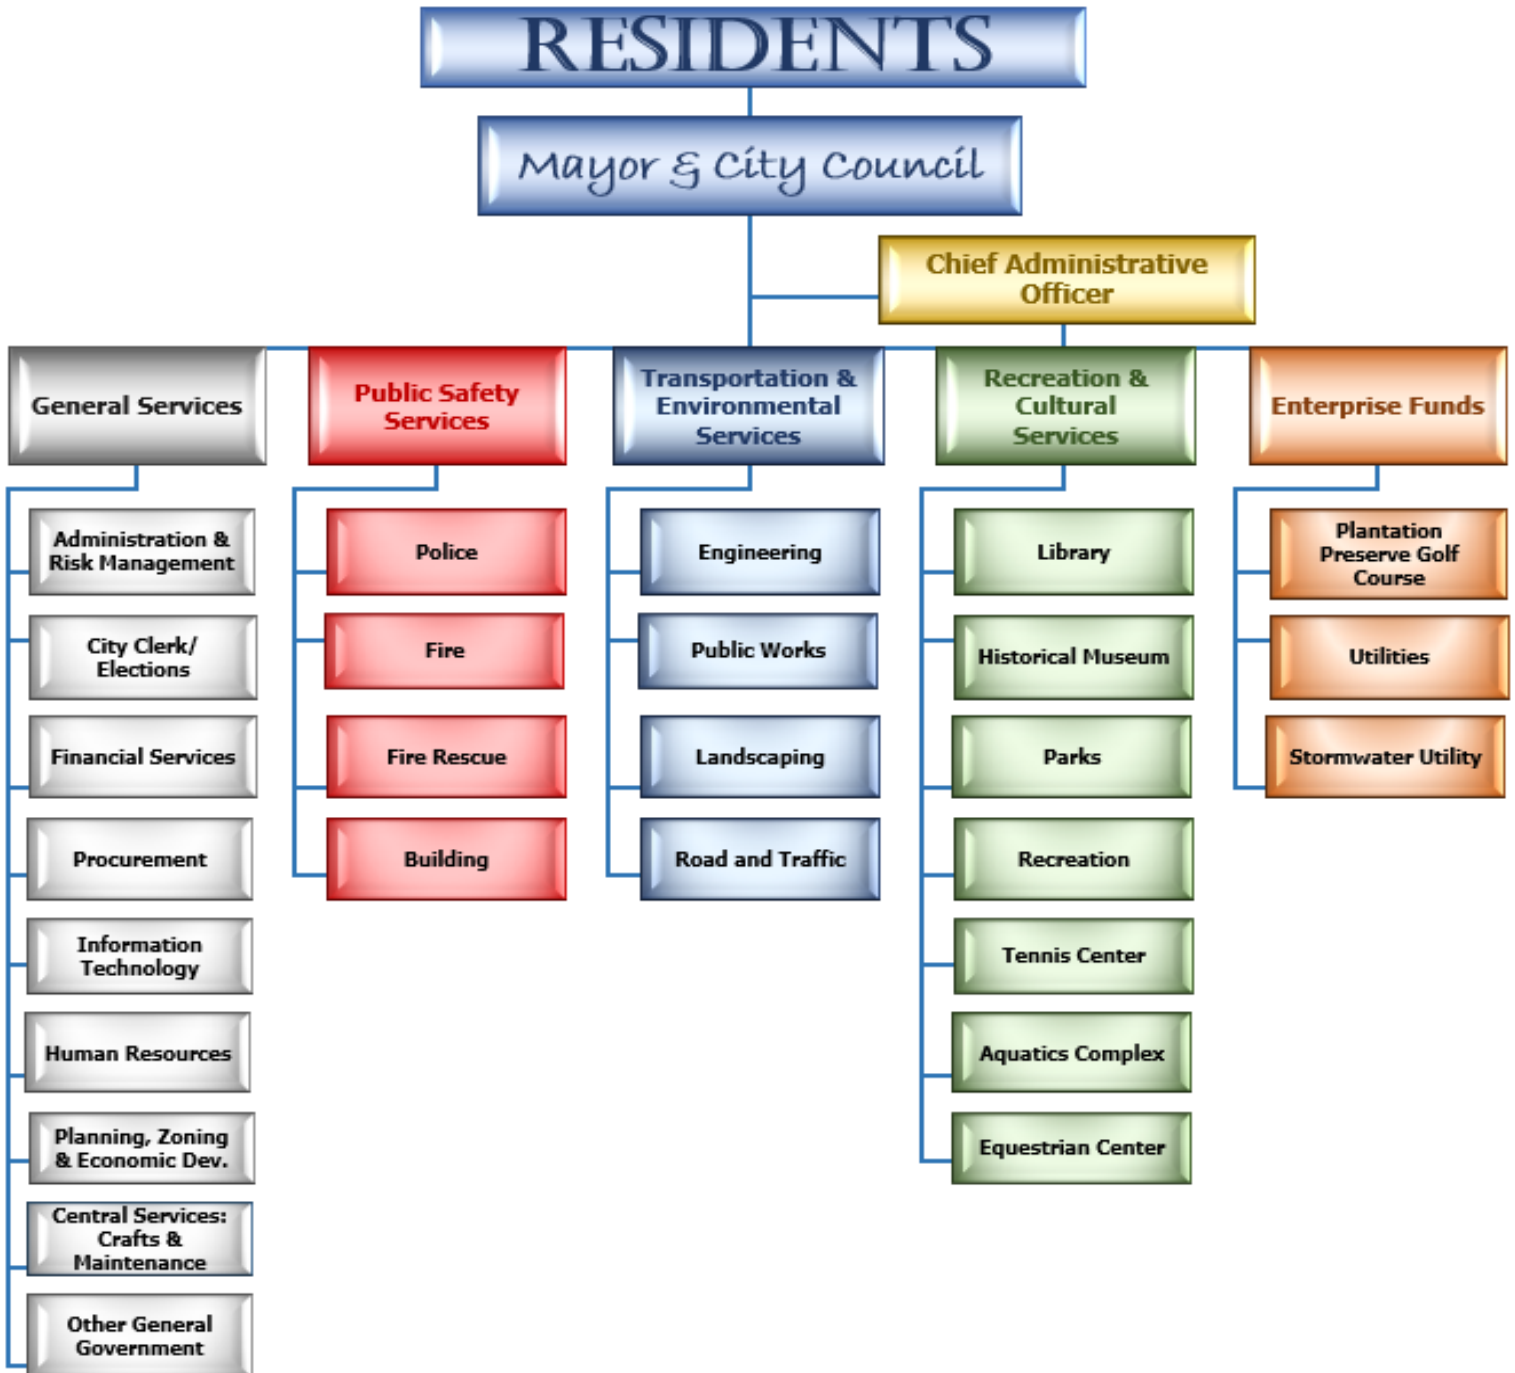 RESIDENTS
Mayor & City Council
Chief Administrative
Officer
General Services
Public Safety
Services
Transportation &
Environmental
Services
Recreation &
Cultural
Services
Enterprise Funds
Administration &
Risk Management
City Clerk/
Elections
Financial Services
Procurement
Information
Technology
Human Resources
Planning, Zoning
& Economic Dev.
Central Services:
Crafts &
Maintenance
Other General
Government
Police
Fire
Fire Rescue
Building
Engineering
Public Works
Landscaping
Road and Traffic
Library
Historical Museum
Parks
Recreation
Tennis Center
Aquatics Complex
Equestrian Center
Plantation
Preserve Golf
Course
Utilities
Stormwater Utility